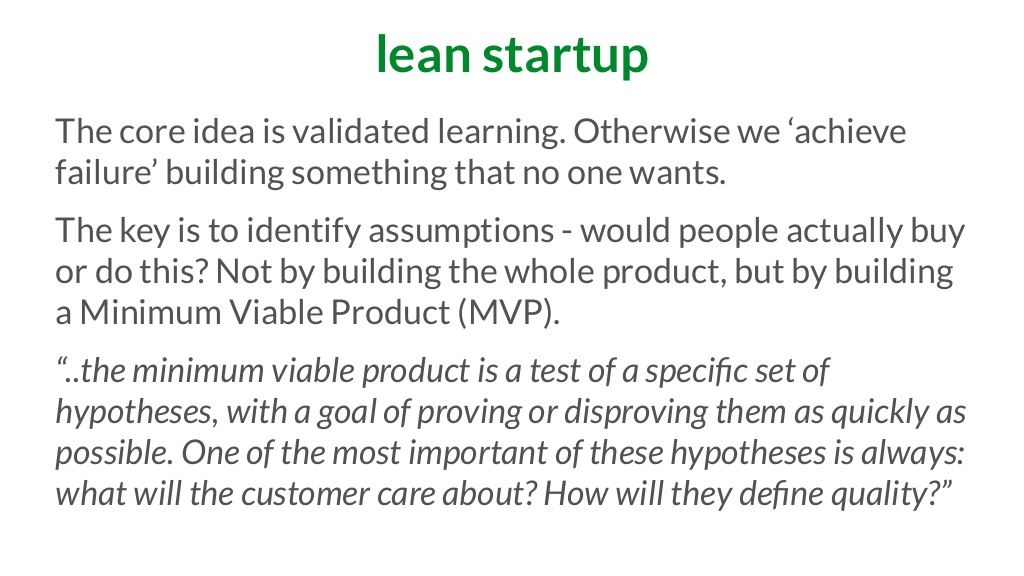 lean startup
The core idea is validated learning. Otherwise we ‘achieve
failure’ building something that no one wants.
The key is to identify assumptions - would people actually buy
or do this? Not by building the whole product, but by building
a Minimum Viable Product (MVP).
“..the minimum viable product is a test of a specific set of
hypotheses, with a goal of proving or disproving them as quickly as
possible. One of the most important of these hypotheses is always:
what will the customer care about? How will they define quality?”